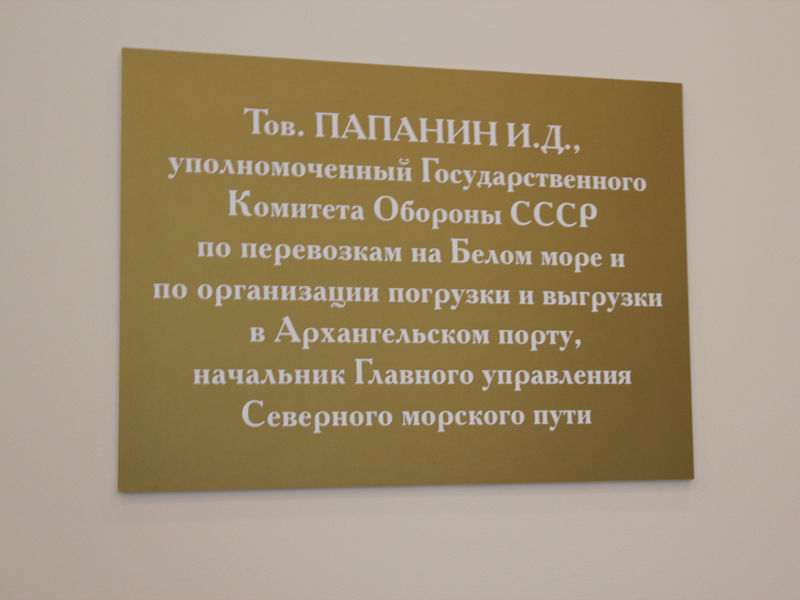 Тов. ПАПАНИН И.Д.,
уполномоченный Государственного
Комитета Обороны СССР
по перевозкам на Белом море и
по организации погрузки и выгрузки
в Архангельском порту,
начальник Главного управления
Северного морского пути